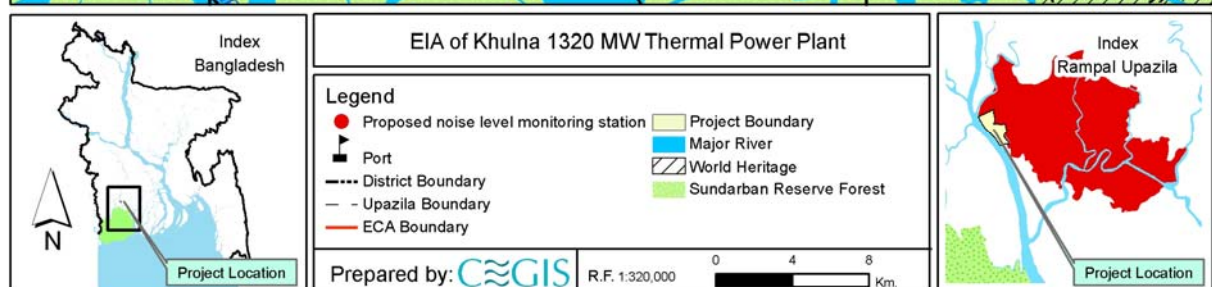 Index
Bangladesh
N
Project Location
EIA of Khulna 1320 MW Thermal Power Plant
Legend
Proposed noise level monitoring station
Port
District Boundary
Upazila Boundary
ECA Boundary
Project Boundary
Major River
World Heritage
Sundarban Reserve Forest
Prepared by: CEGIS
R.F. 1:320,000
0 4 8
Km.
Index
Rampal Upazila
Project Location